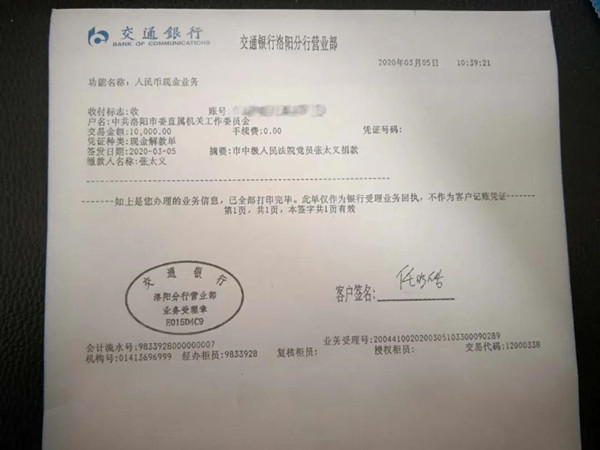 交通银行
BANK OF COMMUNICATIONS
交通银行洛阳分行营业部
2020年03月05日 10:39:21
功能名称: 人民币现金业务
收付标志:收 账号:
户名:中共洛阳市委直属机关工作委员会
交易金额:10,000.00 手续费:0.00 凭证号码:
凭证种类:现金解款单
签发日期:2020-03-05 摘要:市中级人民法院党员张太义捐款
缴款人名称:张太义
-----如上是您办理的业务信息,已全部打印完毕。此单仅作为银行受理业务回执,不作为客户记账凭证-----
第1页,共1页,本签字共1页有效
交通银行
洛阳分行营业部
业务受理章
E015DMC9
客户签名:
会计流水号:9833928000000007 业务受理号:2004410020200305103300090289
机构号:01413696999 经办柜员:9833928 复核柜员: 授权柜员: 交易代码:12000338